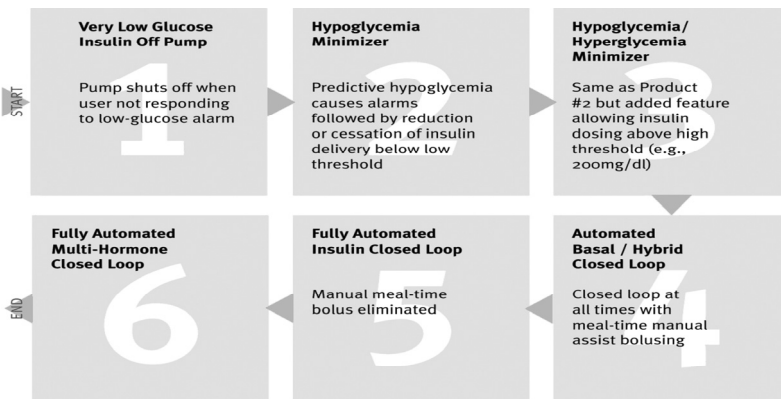 START
1
Very Low Glucose
Insulin Off Pump
Pump shuts off when
user not responding
to low-glucose alarm
2
Hypoglycemia
Minimizer
Predictive hypoglycemia
causes alarms
followed by reduction
or cessation of insulin
delivery below low
threshold
3
Hypoglycemia/
Hyperglycemia
Minimizer
Same as Product
#2 but added feature
allowing insulin
dosing above high
threshold (e.g.,
200mg/dl)
4
Automated
Basal / Hybrid
Closed Loop
Closed loop at
all times with
meal-time manual
assist bolusing
5
Fully Automated
Insulin Closed Loop
Manual meal-time
bolus eliminated
6
Fully Automated
Multi-Hormone
Closed Loop
END